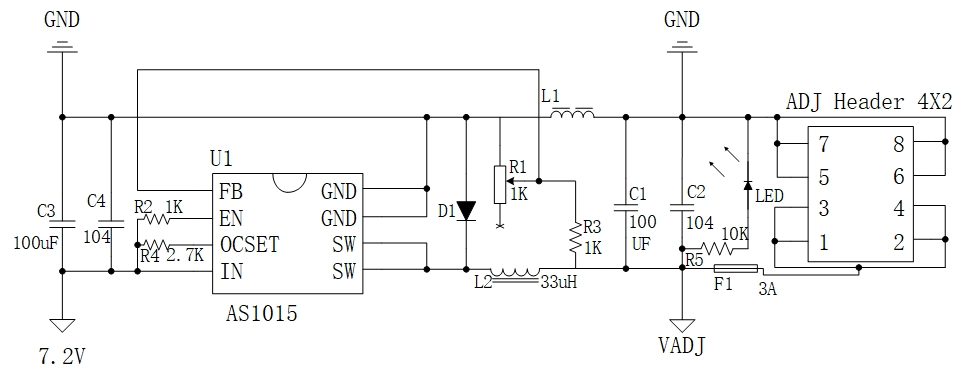 GND
GND
L1
ADJ Header 4X2
U1
FB
EN
OCSET
IN
GND
GND
SW
SW
AS1015
C3
100uF
C4
104
R2 1K
R4 2.7K
D1
R1
1K
R3
1K
L2
33uH
C1
100
UF
C2
104
LED
10K
R5
F1
3A
7
8
5
6
3
4
1
2
7.2V
VADJ